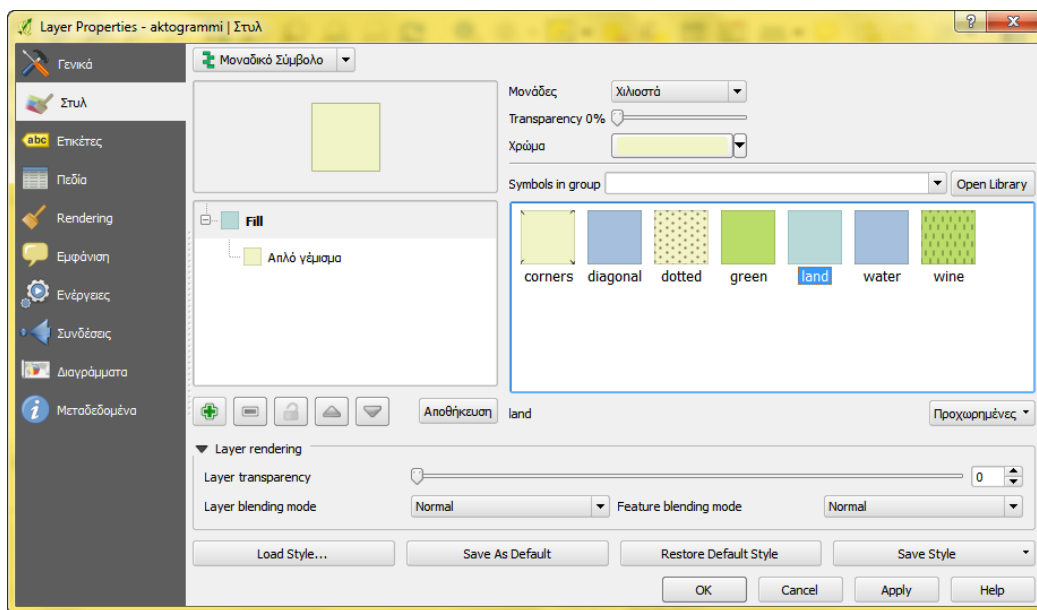 Layer Properties - aktogrammi | Στυλ
Γενικά
Στυλ
abc Ετικέτες
Πεδία
Rendering
Εμφάνιση
Ενέργειες
Συνδέσεις
Διαγράμματα
i Μεταδεδομένα
Μοναδικό Σύμβολο
Μονάδες Χιλιοστά
Transparency 0%
Χρώμα
Symbols in group Open Library
Fill
Απλό γέμισμα
corners diagonal dotted green land water wine
Αποθήκευση land Προχωρημένες
Layer rendering
Layer transparency 0
Layer blending mode Normal Feature blending mode Normal
Load Style... Save As Default Restore Default Style Save Style
OK Cancel Apply Help